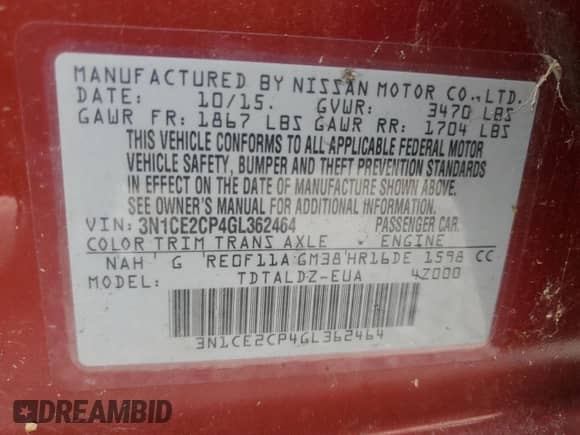 MANUFACTURED BY NISSAN MOTOR CO., LTD.
DATE: 10/15. GVWR: 3470 LBS
GAWR FR: 1867 LBS GAWR RR: 1704 LBS
THIS VEHICLE CONFORMS TO ALL APPLICABLE FEDERAL MOTOR
VEHICLE SAFETY, BUMPER AND THEFT PREVENTION STANDARDS
IN EFFECT ON THE DATE OF MANUFACTURE SHOWN ABOVE.
SEE OWNER'S MANUAL FOR ADDITIONAL INFORMATION.
VIN: 3N1CE2CP4GL362464 PASSENGER CAR.
COLOR TRIM TRANS AXLE ENGINE
NAH G RE0F11A GM38 HR16DE 1598 CC
MODEL: TDTALDZ-EUA 4Z000
3N1CE2CP4GL362464
DREAMBID